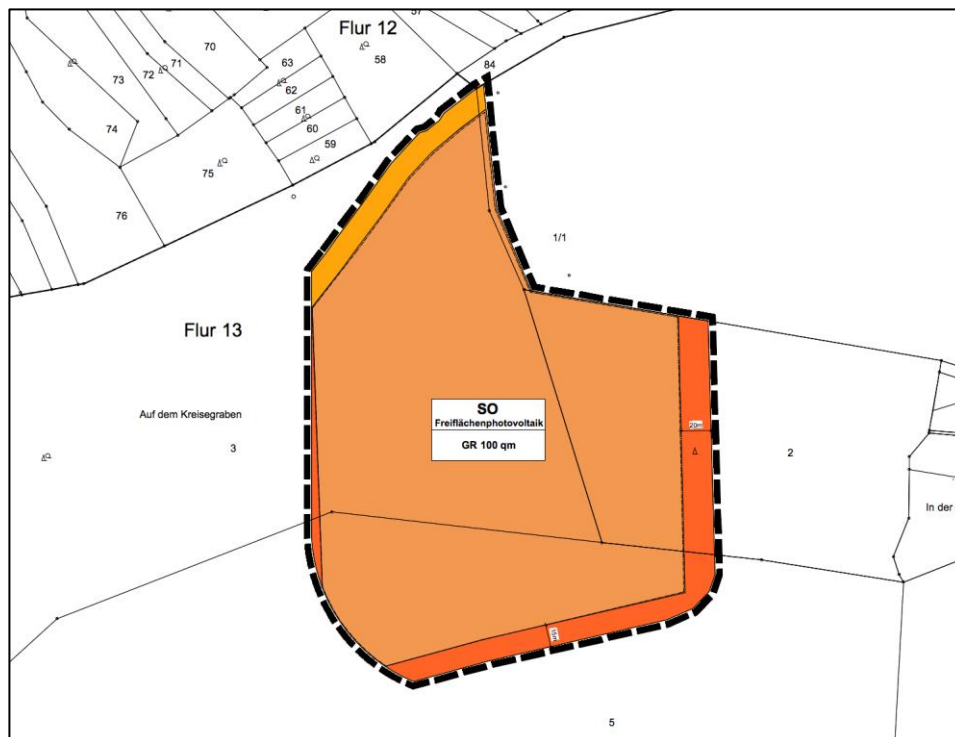 57
Flur 12
70
63
58
84
73
72
71
62
61
60
74
59
75
76
1/1
Flur 13
Auf dem Kreisegraben
3
SO
Freiflächenphotovoltaik
GR 100 qm
20m
2
In der
15m
5